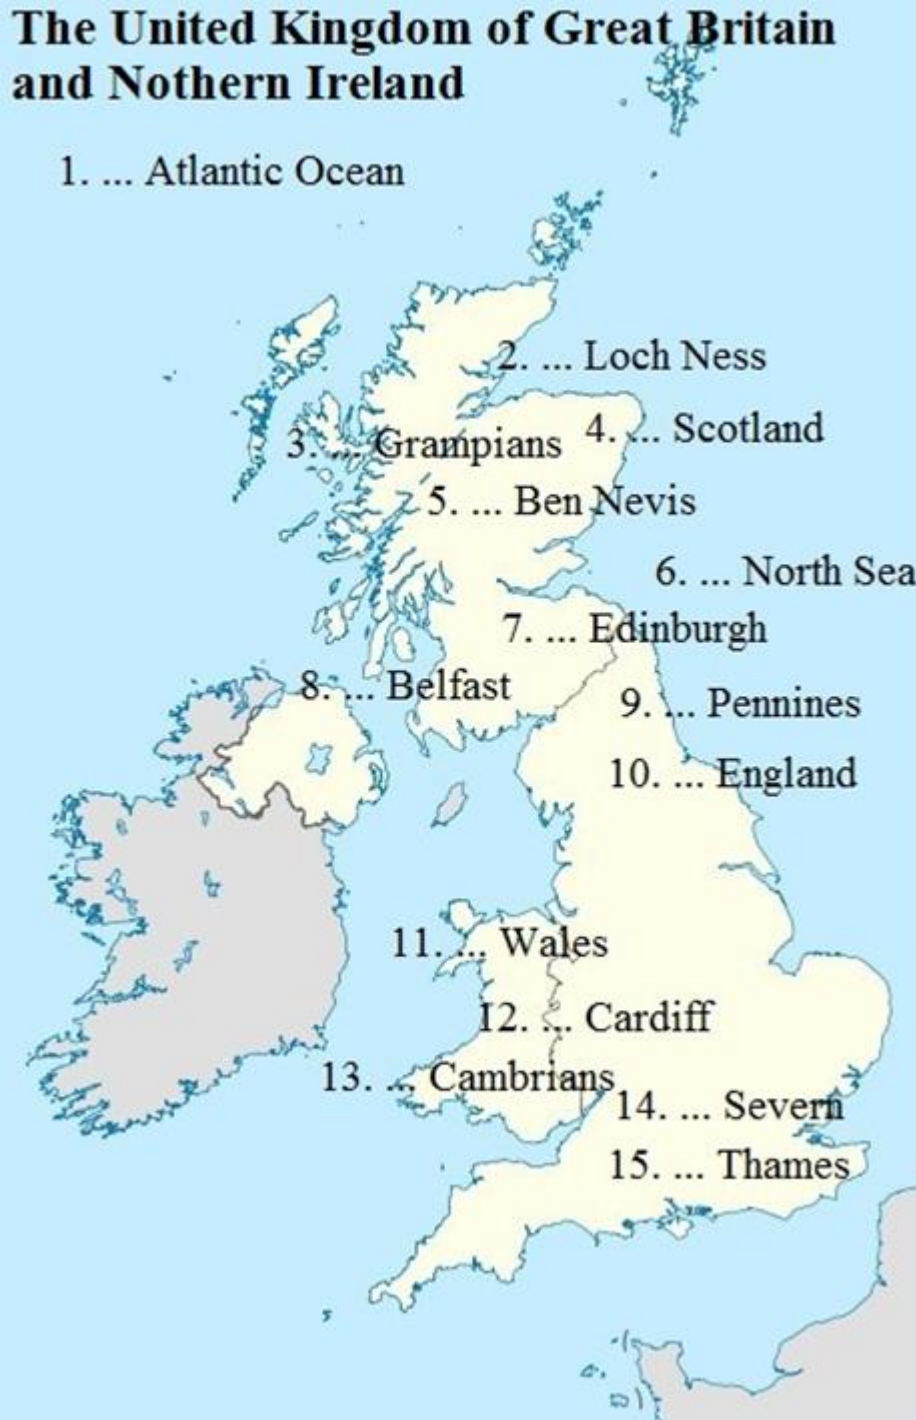 The United Kingdom of Great Britain
and Nothern Ireland
1. ... Atlantic Ocean
2. ... Loch Ness
3. ... Grampians
4. ... Scotland
5. ... Ben Nevis
6. ... North Sea
7. ... Edinburgh
8. ... Belfast
9. ... Pennines
10. ... England
11. ... Wales
12. ... Cardiff
13. ... Cambrians
14. ... Severn
15. ... Thames